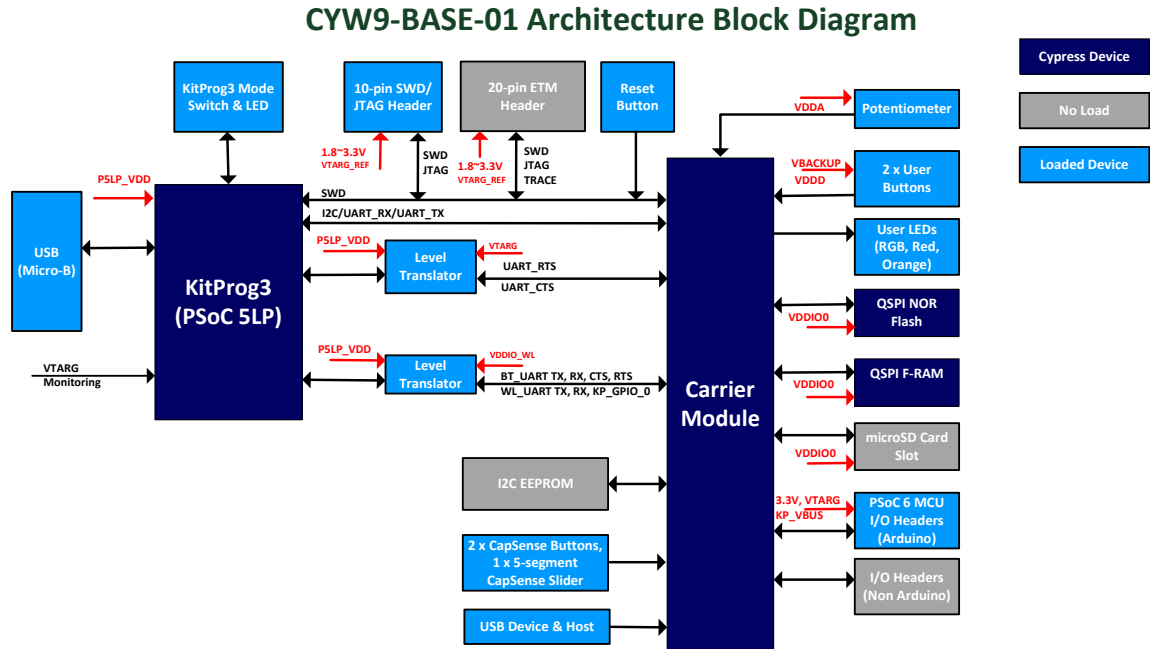 CYW9-BASE-01 Architecture Block Diagram
Cypress Device
No Load
Loaded Device
KitProg3 Mode
Switch & LED
10-pin SWD/
JTAG Header
20-pin ETM
Header
Reset
Button
1.8~3.3V
VTARG_REF
SWD
JTAG
1.8~3.3V
VTARG_REF
SWD
JTAG
TRACE
VDDA
Potentiometer
VBACKUP
VDDD
2 x User
Buttons
P5LP_VDD
SWD
I2C/UART_RX/UART_TX
USB
(Micro-B)
KitProg3
(PSoC 5LP)
P5LP_VDD
Level
Translator
VTARG
UART_RTS
UART_CTS
User LEDs
(RGB, Red,
Orange)
QSPI NOR
Flash
VDDIO0
VTARG
Monitoring
P5LP_VDD
Level
Translator
VDDIO_WL
BT_UART TX, RX, CTS, RTS
WL_UART TX, RX, KP_GPIO_0
Carrier
Module
QSPI F-RAM
VDDIO0
microSD Card
Slot
VDDIO0
I2C EEPROM
3.3V, VTARG
KP_VBUS
PSoC 6 MCU
I/O Headers
(Arduino)
2 x CapSense Buttons,
1 x 5-segment
CapSense Slider
I/O Headers
(Non Arduino)
USB Device & Host